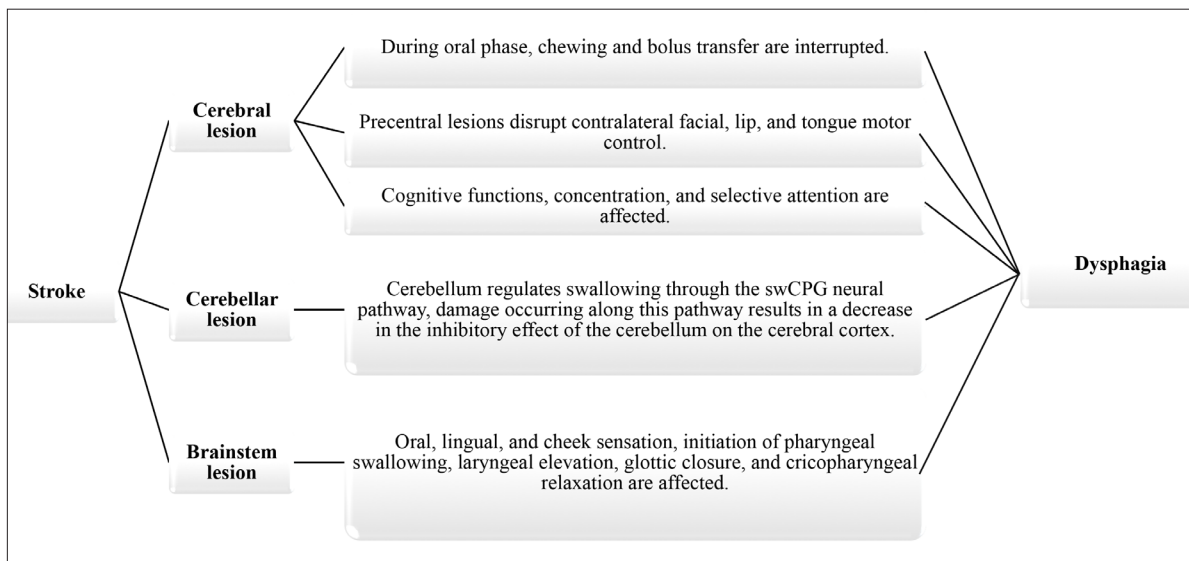 Stroke
Cerebral
lesion
During oral phase, chewing and bolus transfer are interrupted.
Precentral lesions disrupt contralateral facial, lip, and tongue motor
control.
Cognitive functions, concentration, and selective attention are
affected.
Cerebellar
lesion
Cerebellum regulates swallowing through the swCPG neural
pathway, damage occurring along this pathway results in a decrease
in the inhibitory effect of the cerebellum on the cerebral cortex.
Brainstem
lesion
Oral, lingual, and cheek sensation, initiation of pharyngeal
swallowing, laryngeal elevation, glottic closure, and cricopharyngeal
relaxation are affected.
Dysphagia